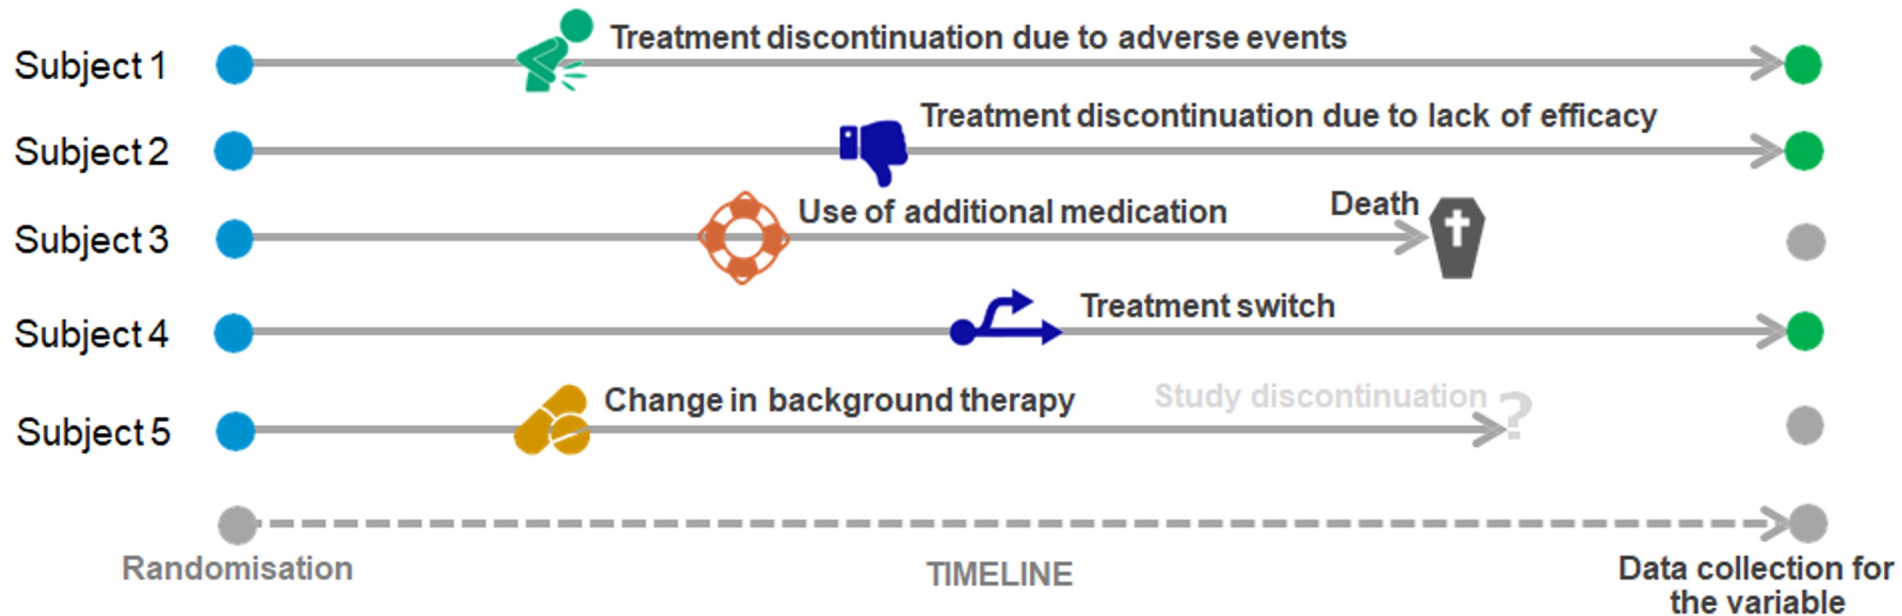 Subject 1
Treatment discontinuation due to adverse events
Subject 2
Treatment discontinuation due to lack of efficacy
Subject 3
Use of additional medication
Death
Subject 4
Treatment switch
Subject 5
Change in background therapy
Study discontinuation
?
Randomisation
TIMELINE
Data collection for
the variable